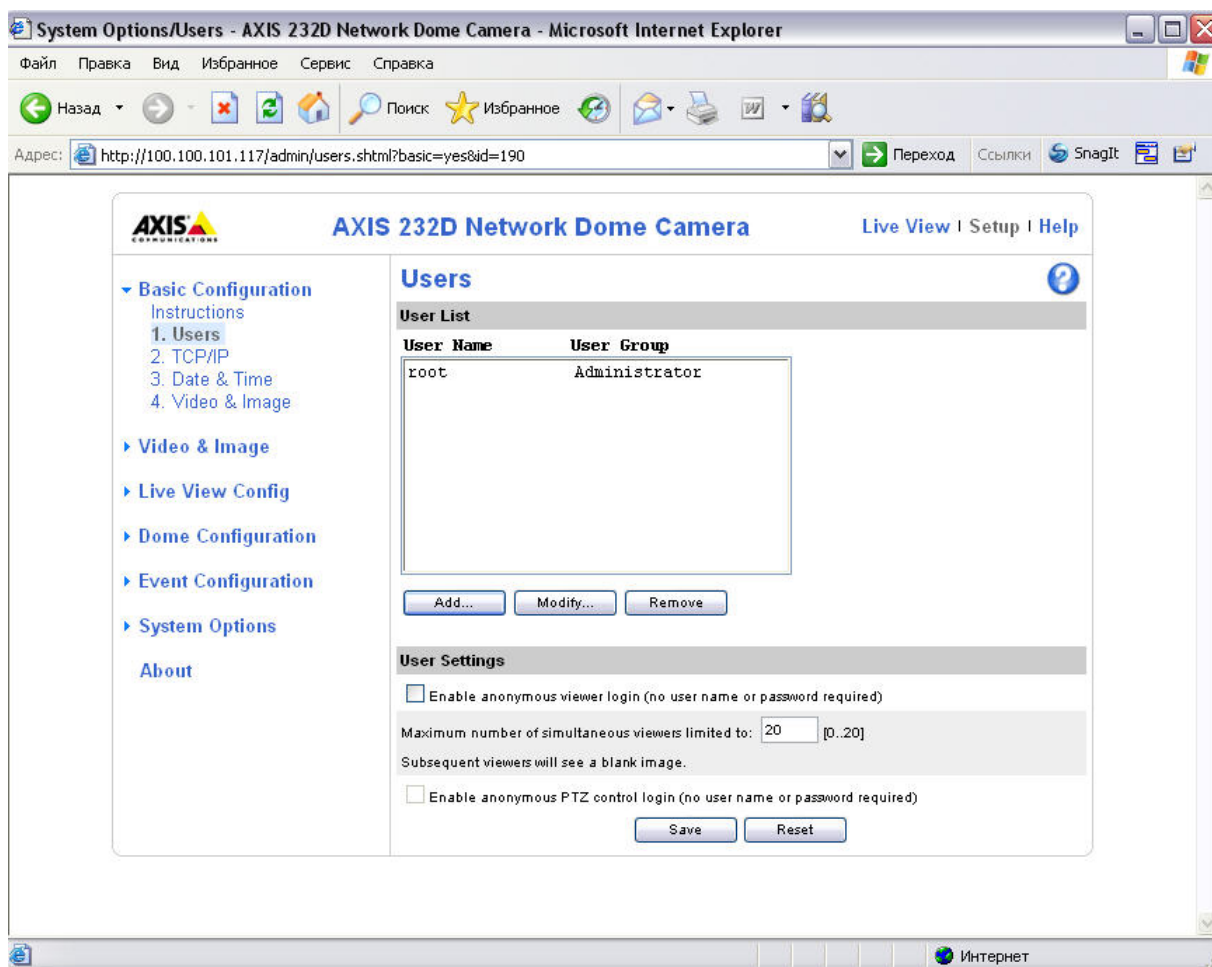 System Options/Users - AXIS 232D Network Dome Camera - Microsoft Internet Explorer
Файл Правка Вид Избранное Сервис Справка
Назад Поиск Избранное
Адрес: http://100.100.101.117/admin/users.shtml?basic=yes&id=190 Переход Ссылки SnagIt
AXIS COMMUNICATIONS
AXIS 232D Network Dome Camera
Live View | Setup | Help
Basic Configuration
Instructions
1. Users
2. TCP/IP
3. Date & Time
4. Video & Image
Video & Image
Live View Config
Dome Configuration
Event Configuration
System Options
About
Users
User List
User Name User Group
root Administrator
Add... Modify... Remove
User Settings
Enable anonymous viewer login (no user name or password required)
Maximum number of simultaneous viewers limited to: 20 [0..20]
Subsequent viewers will see a blank image.
Enable anonymous PTZ control login (no user name or password required)
Save Reset
Интернет